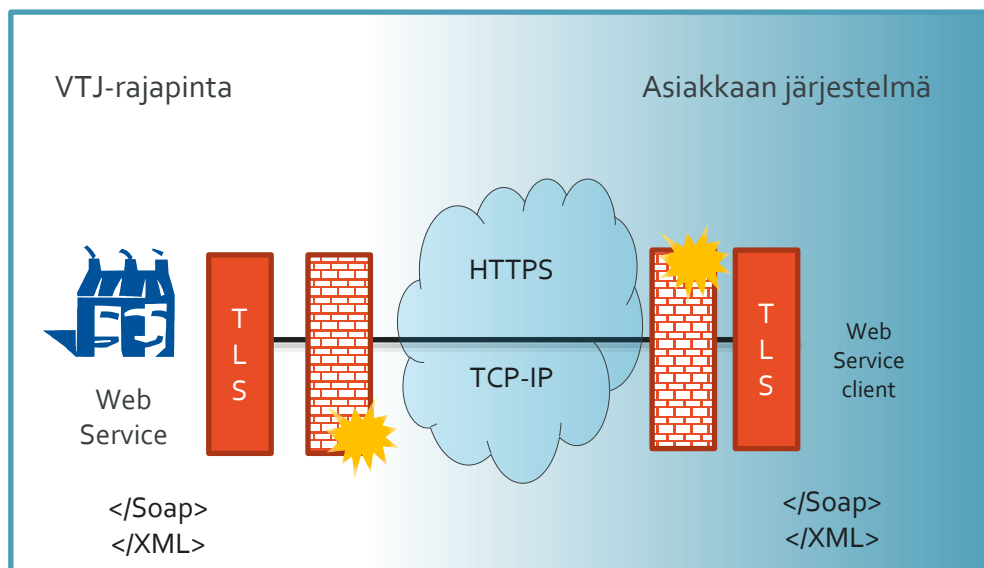 VTJ-rajapinta
Asiakkaan järjestelmä
HTTPS
TCP-IP
T
L
S
T
L
S
Web
Service
Web
Service
client
</Soap>
</XML>
</Soap>
</XML>